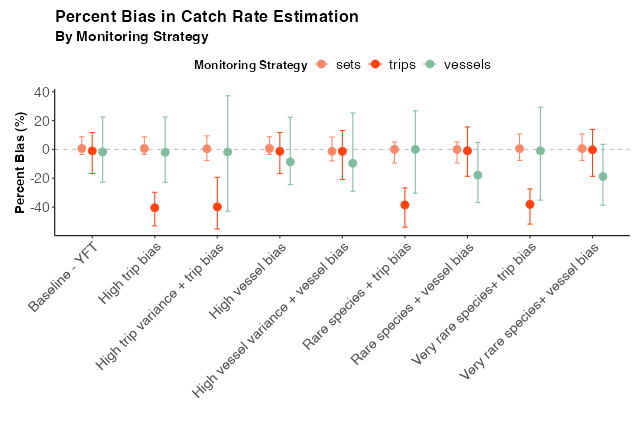 Percent Bias in Catch Rate Estimation
By Monitoring Strategy
Monitoring Strategy sets trips vessels
Percent Bias (%)
40
20
0
-20
-40
Baseline - YFT
High trip bias
High trip variance + trip bias
High vessel bias
High vessel variance + vessel bias
Rare species + trip bias
Rare species + vessel bias
Very rare species+ trip bias
Very rare species+ vessel bias